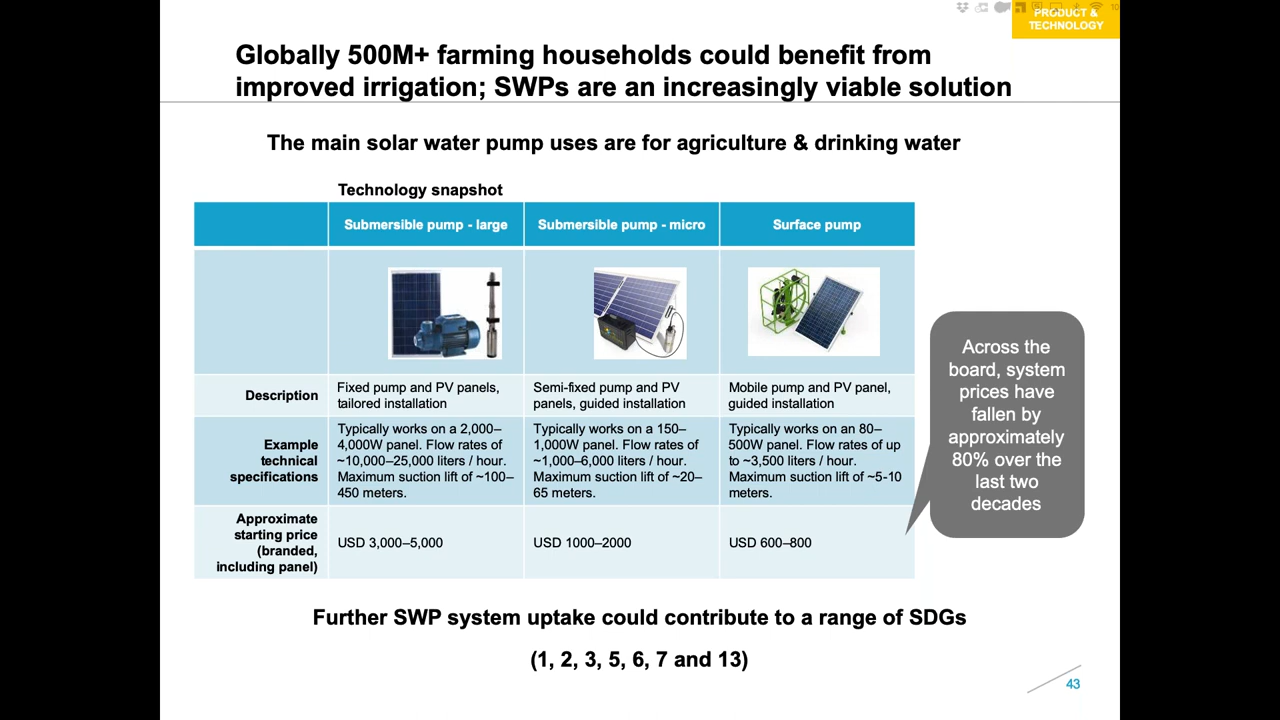 PRODUCT &
TECHNOLOGY
Globally 500M+ farming households could benefit from
improved irrigation; SWPs are an increasingly viable solution
The main solar water pump uses are for agriculture & drinking water
Technology snapshot
Submersible pump - large
Submersible pump - micro
Surface pump
Description
Fixed pump and PV panels,
tailored installation
Semi-fixed pump and PV
panels, guided installation
Mobile pump and PV panel,
guided installation
Example
technical
specifications
Typically works on a 2,000–
4,000W panel. Flow rates of
~10,000–25,000 liters / hour.
Maximum suction lift of ~100–
450 meters.
Typically works on a 150–
1,000W panel. Flow rates of
~1,000–6,000 liters / hour.
Maximum suction lift of ~20–
65 meters.
Typically works on an 80–
500W panel. Flow rates of up
to ~3,500 liters / hour.
Maximum suction lift of ~5-10
meters.
Approximate
starting price
(branded,
including panel)
USD 3,000–5,000
USD 1000–2000
USD 600–800
Across the
board, system
prices have
fallen by
approximately
80% over the
last two
decades
Further SWP system uptake could contribute to a range of SDGs
(1, 2, 3, 5, 6, 7 and 13)
43